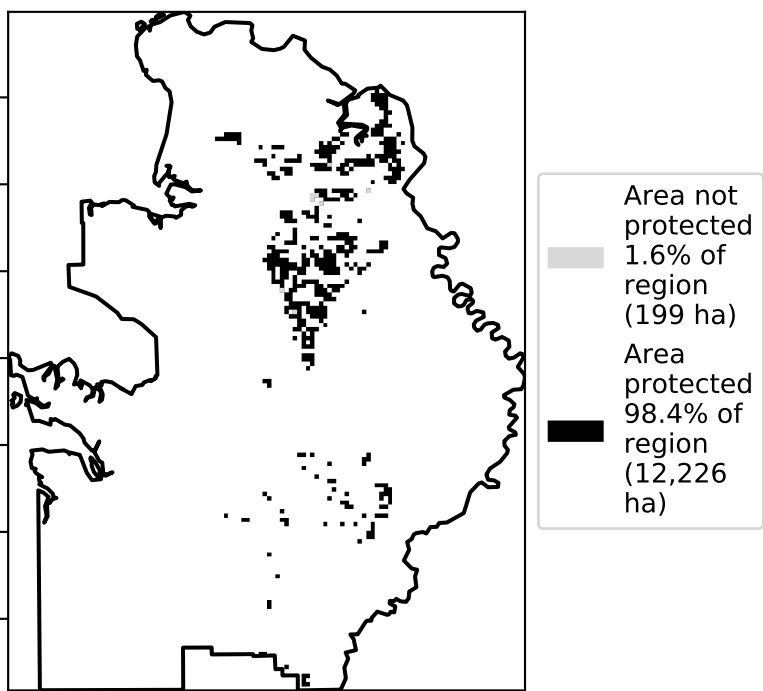 Area not
protected
1.6% of
region
(199 ha)
Area
protected
98.4% of
region
(12,226
ha)